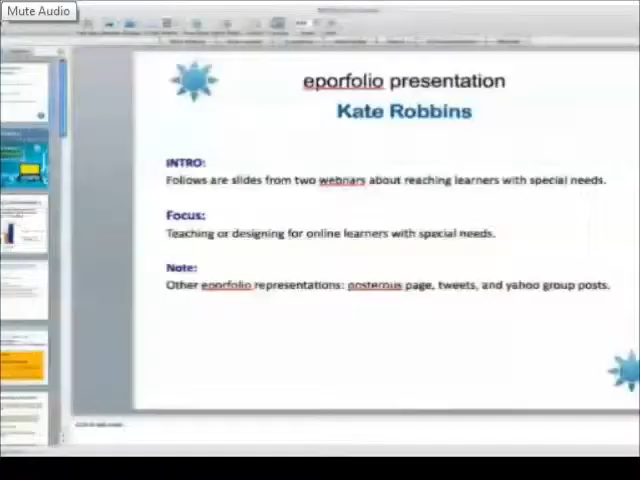 Mute Audio
eporfolio presentation
Kate Robbins
INTRO:
Follows are slides from two webinars about reaching learners with special needs.
Focus:
Teaching or designing for online learners with special needs.
Note:
Other eporfolio representations: posterous page, tweets, and yahoo group posts.